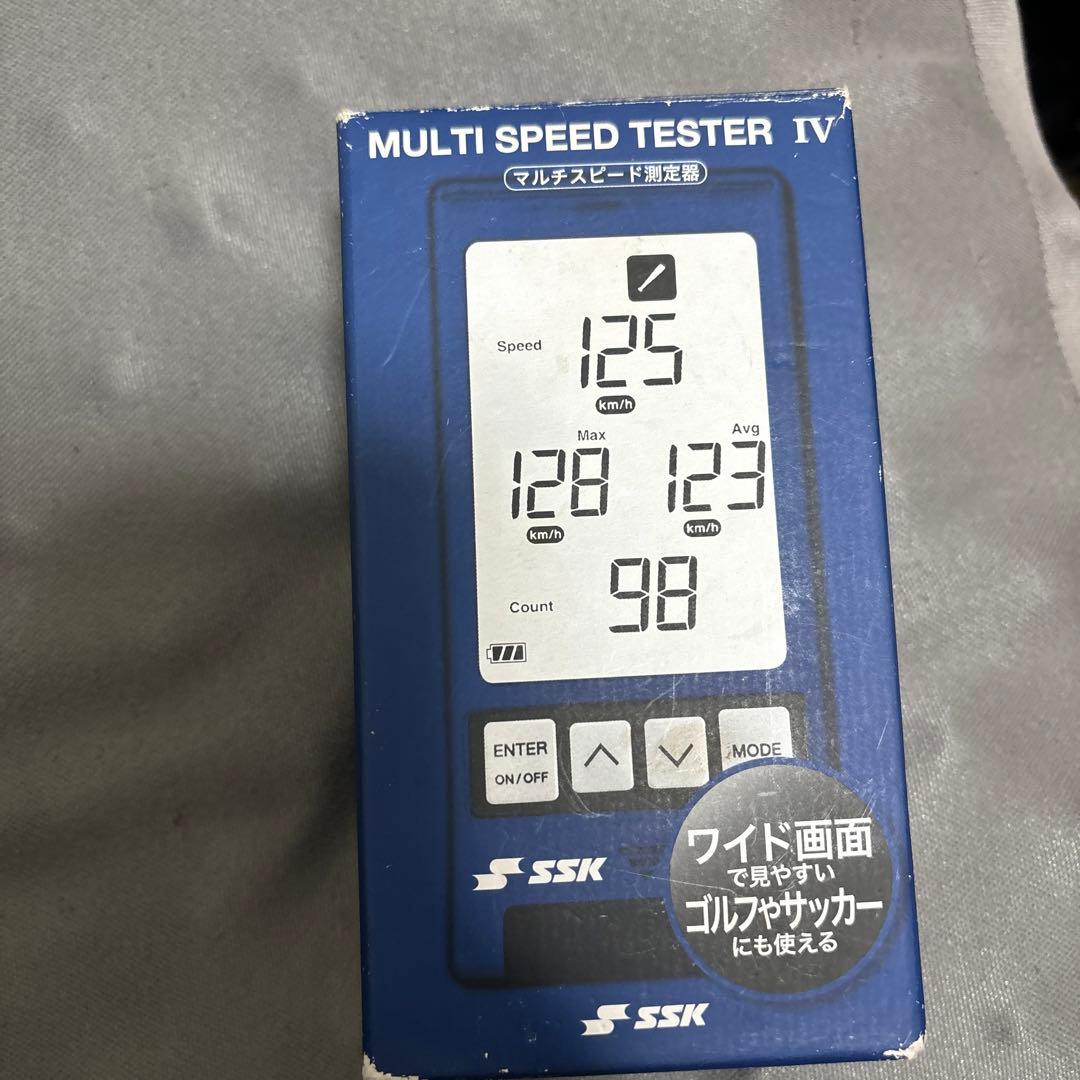 MULTI SPEED TESTER IV
マルチスピード測定器
Speed 125
km/h
Max Avg
128 123
km/h km/h
Count 98
ENTER
ON/OFF
MODE
SSK
ワイド画面
で見やすい
ゴルフやサッカー
にも使える
SSK